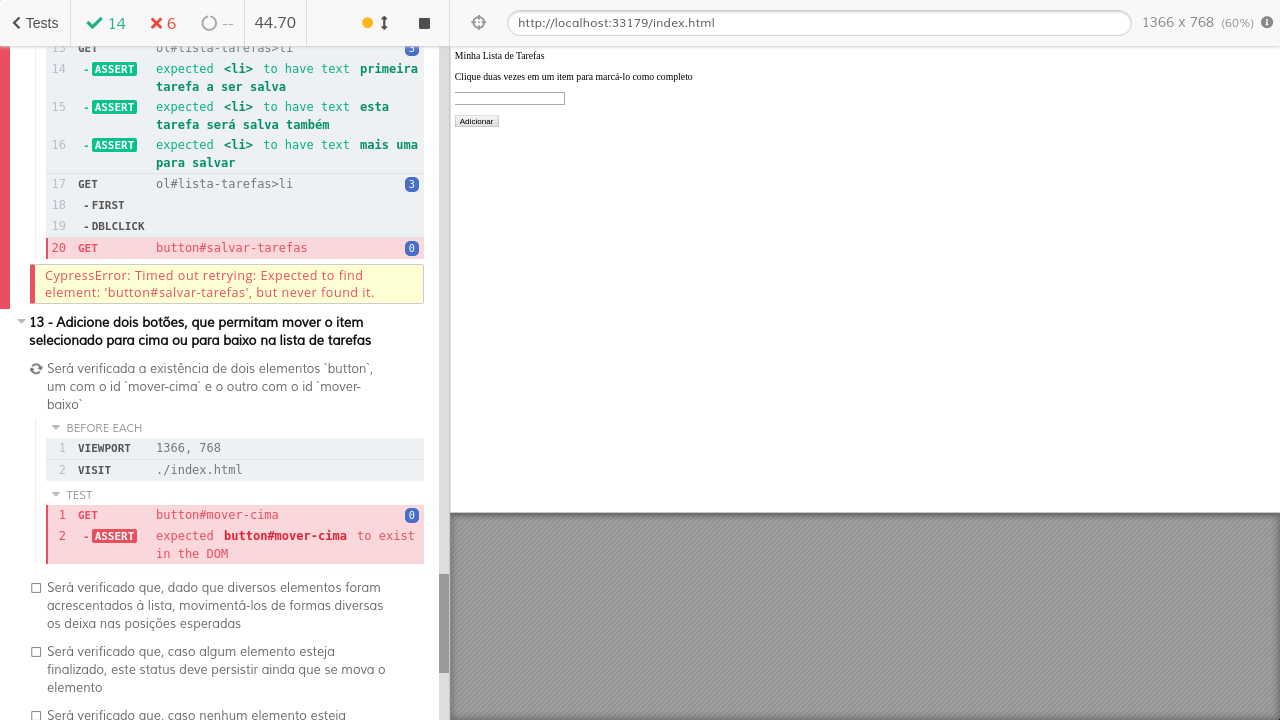 Tests 14 6 -- 44.70
http://localhost:33179/index.html 1366 x 768 (60%)
13 GET ol#lista-tarefas>li 3
14 - ASSERT expected <li> to have text primeira
tarefa a ser salva
15 - ASSERT expected <li> to have text esta
tarefa será salva também
16 - ASSERT expected <li> to have text mais uma
para salvar
17 GET ol#lista-tarefas>li 3
18 - FIRST
19 - DBLCLICK
20 GET button#salvar-tarefas 0
CypressError: Timed out retrying: Expected to find
element: 'button#salvar-tarefas', but never found it.
13 - Adicione dois botões, que permitam mover o item
selecionado para cima ou para baixo na lista de tarefas
Será verificada a existência de dois elementos `button`,
um com o id `mover-cima` e o outro com o id `mover-
baixo`
BEFORE EACH
1 VIEWPORT 1366, 768
2 VISIT ./index.html
TEST
1 GET button#mover-cima 0
2 - ASSERT expected button#mover-cima to exist
in the DOM
Será verificado que, dado que diversos elementos foram
acrescentados à lista, movimentá-los de formas diversas
os deixa nas posições esperadas
Será verificado que, caso algum elemento esteja
finalizado, este status deve persistir ainda que se mova o
elemento
Será verificado que, caso nenhum elemento esteja
Minha Lista de Tarefas
Clique duas vezes em um item para marcá-lo como completo
Adicionar